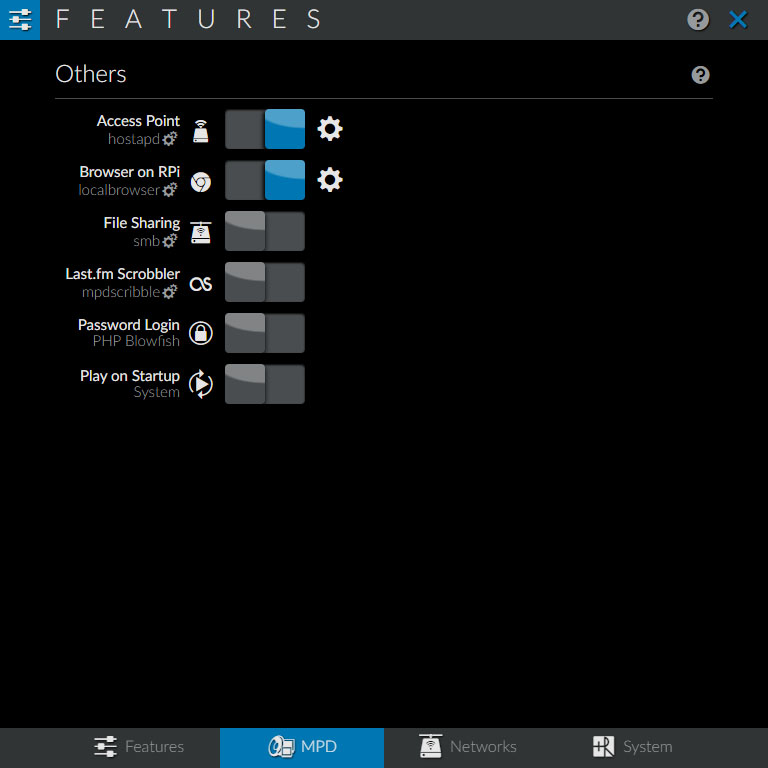 FEATURES
Others
Access Point
hostapd
Browser on RPi
localbrowser
File Sharing
smb
Last.fm Scrobbler
mpdscribble
Password Login
PHP Blowfish
Play on Startup
System
Features MPD Networks System